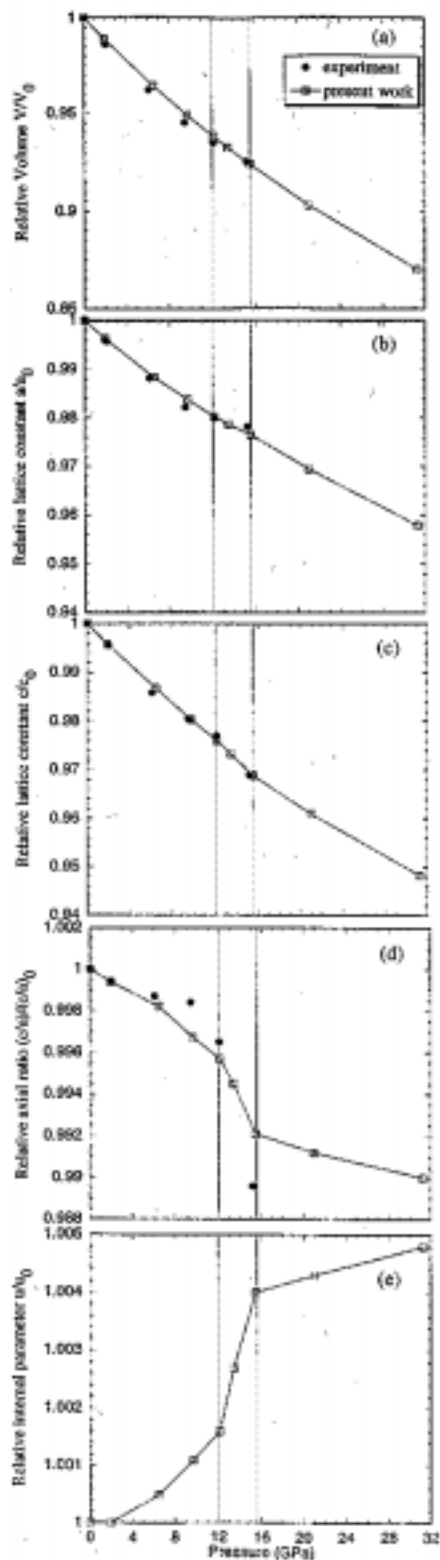 1
(a)
experiment
present work
0.95
0.9
0.85
Relative Volume V/V0
1
(b)
0.99
0.98
0.97
0.96
0.95
0.94
Relative lattice constant a/a0
1
(c)
0.99
0.98
0.97
0.96
0.95
0.94
Relative lattice constant c/c0
1.002
(d)
1
0.998
0.996
0.994
0.992
0.99
0.988
Relative axial ratio (c/a)/(c/a)0
1.005
(e)
1.004
1.003
1.002
1.001
1
Relative internal parameter u/u0
0 4 8 12 16 20 24 28 32
Pressure (GPa)